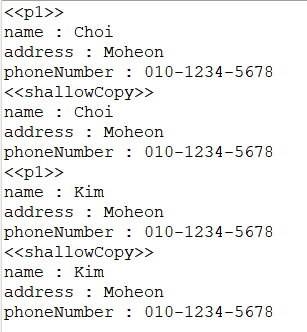 <<p1>>
name : Choi
address : Moheon
phoneNumber : 010-1234-5678
<<shallowCopy>>
name : Choi
address : Moheon
phoneNumber : 010-1234-5678
<<p1>>
name : Kim
address : Moheon
phoneNumber : 010-1234-5678
<<shallowCopy>>
name : Kim
address : Moheon
phoneNumber : 010-1234-5678